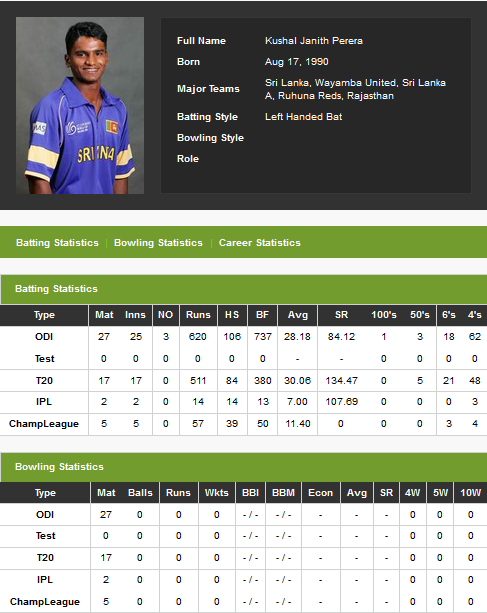 Full Name Kushal Janith Perera
Born Aug 17, 1990
Major Teams Sri Lanka, Wayamba United, Sri Lanka
A, Ruhuna Reds, Rajasthan
Batting Style Left Handed Bat
Bowling Style
Role
Batting Statistics | Bowling Statistics | Career Statistics
Batting Statistics
Type Mat Inns NO Runs HS BF Avg SR 100's 50's 6's 4's
ODI 27 25 3 620 106 737 28.18 84.12 1 3 18 62
Test 0 0 0 0 0 0 - - 0 0 0 0
T20 17 17 0 511 84 380 30.06 134.47 0 5 21 48
IPL 2 2 0 14 14 13 7.00 107.69 0 0 0 3
ChampLeague 5 5 0 57 39 50 11.40 0 0 0 3 4
Bowling Statistics
Type Mat Balls Runs Wkts BBI BBM Econ Avg SR 4W 5W 10W
ODI 27 0 0 0 - / - - / - - - - 0 0 0
Test 0 0 0 0 - / - - / - - - - 0 0 0
T20 17 0 0 0 - / - - / - - - - 0 0 0
IPL 2 0 0 0 - / - - / - - - - 0 0 0
ChampLeague 5 0 0 0 - / - - / - - - - 0 0 0